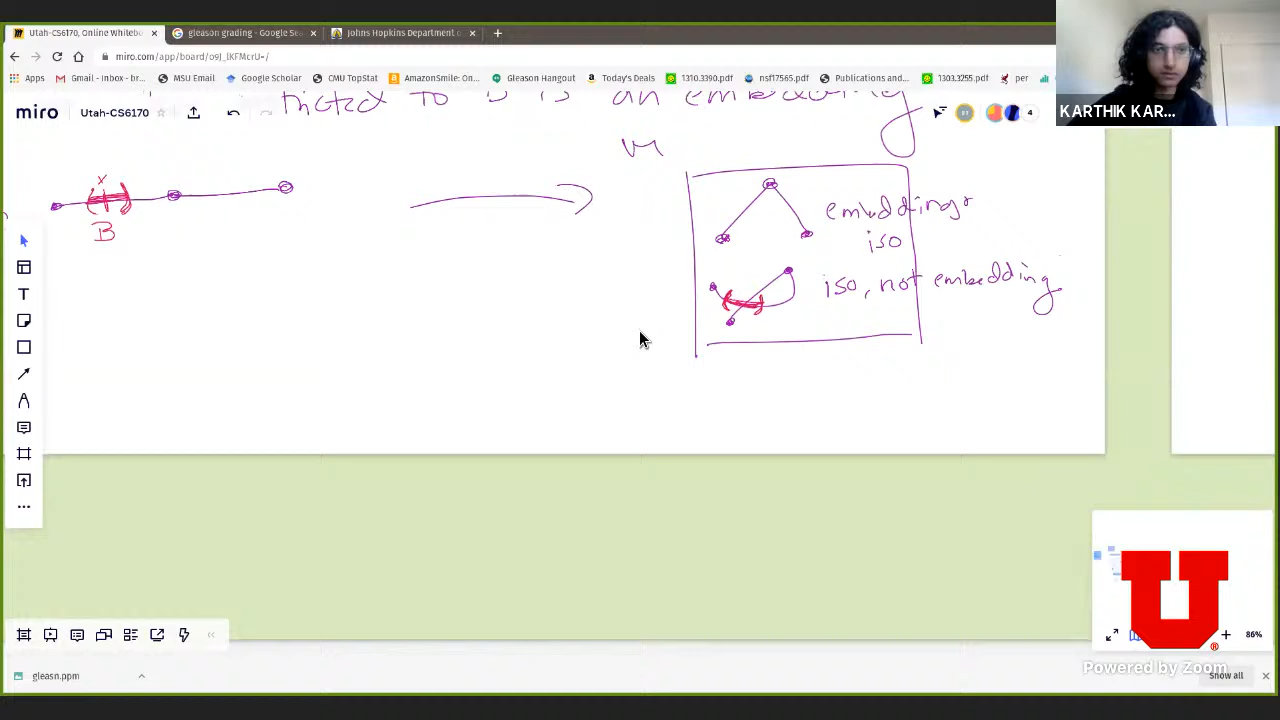 Utah-CS6170, Online Whiteb
gleason grading - Google Se
Johns Hopkins Department o
miro.com/app/board/o9J_lKFMcrU=/
Apps
Gmail - Inbox - br...
MSU Email
Google Scholar
CMU TopStat
AmazonSmile: On...
Gleason Hangout
Today's Deals
1310.3390.pdf
nsf17565.pdf
Publications and...
1303.3255.pdf
per
KARTHIK KAR...
miro
Utah-CS6170
4
to B is an embedding
x
B
embedding
iso
iso, not embedding
86%
U
Powered by Zoom
gleasn.ppm
Show all